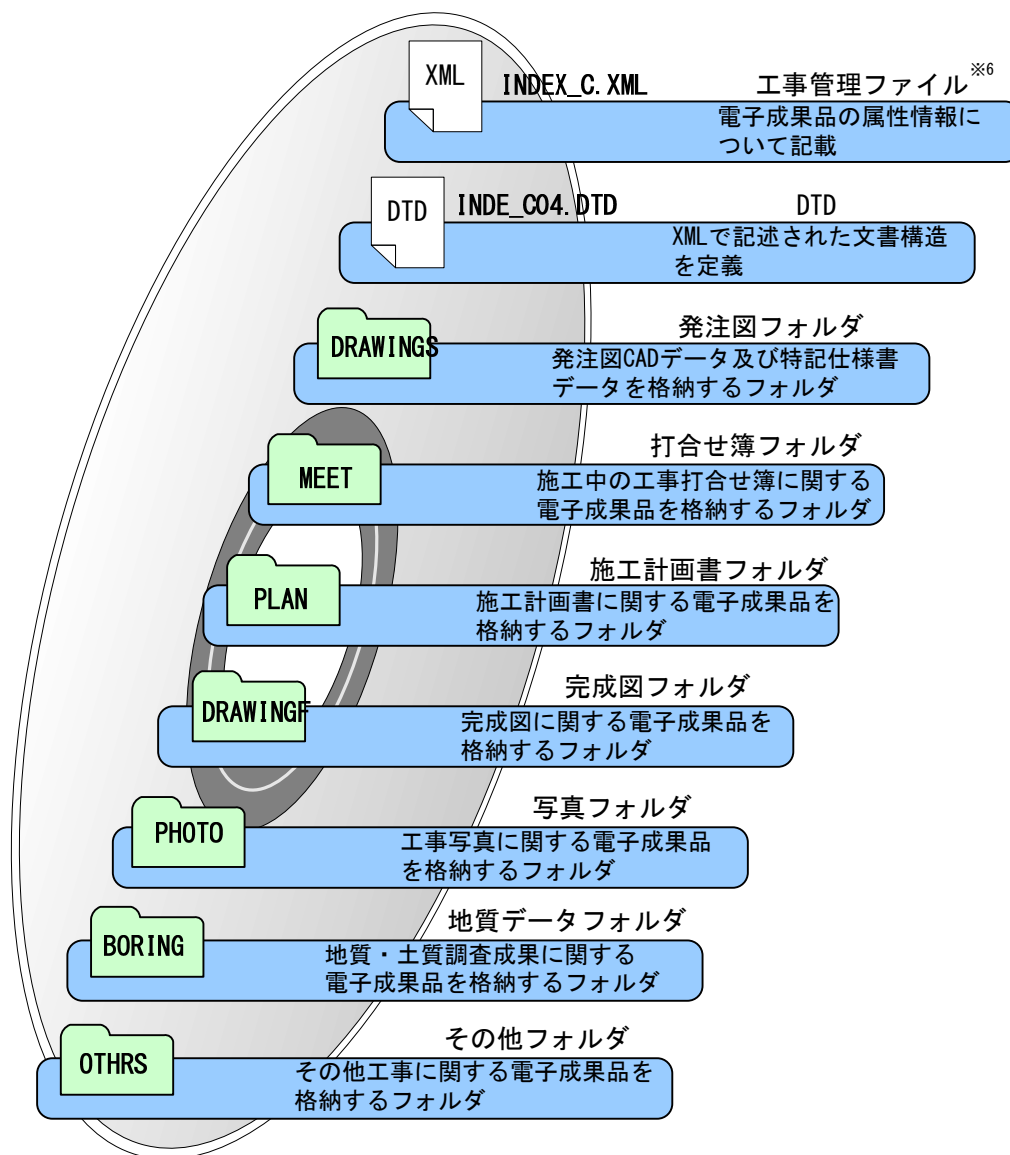 XML
INDEX_C.XML 工事管理ファイル※6
電子成果品の属性情報に
ついて記載
DTD
INDE_C04.DTD DTD
XMLで記述された文書構造
を定義
発注図フォルダ
DRAWINGS
発注図CADデータ及び特記仕様書
データを格納するフォルダ
打合せ簿フォルダ
MEET
施工中の工事打合せ簿に関する
電子成果品を格納するフォルダ
施工計画書フォルダ
PLAN
施工計画書に関する電子成果品を
格納するフォルダ
完成図フォルダ
DRAWINGF
完成図に関する電子成果品を
格納するフォルダ
写真フォルダ
PHOTO
工事写真に関する電子成果品
を格納するフォルダ
地質データフォルダ
BORING
地質・土質調査成果に関する
電子成果品を格納するフォルダ
その他フォルダ
OTHRS
その他工事に関する電子成果品を
格納するフォルダ